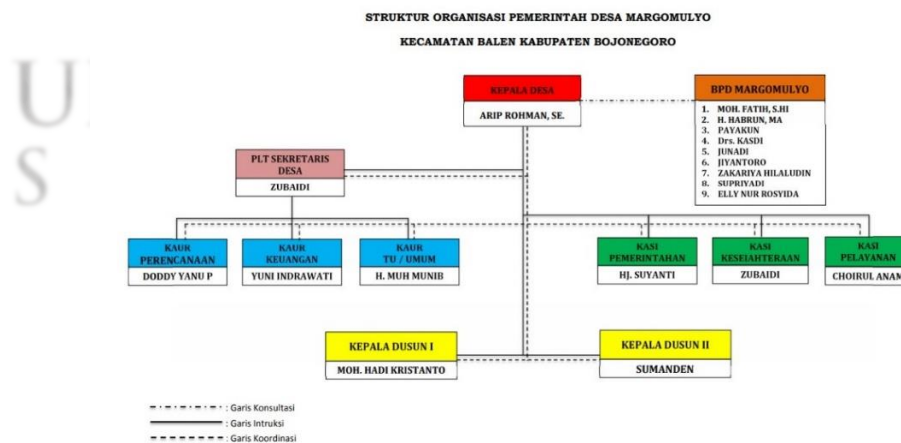 STRUKTUR ORGANISASI PEMERINTAH DESA MARGOMULYO
KECAMATAN BALEN KABUPATEN BOJONEGORO
U
S
KEPALA DESA
ARIP ROHMAN, SE.
BPD MARGOMULYO
1. MOH. FATIH, S.HI
2. H. HABRUN, MA
3. PAYAKUN
4. Drs. KASDI
5. JUNADI
6. JIYANTORO
7. ZAKARIYA HILALUDIN
8. SUPRIYADI
9. ELLY NUR ROSYIDA
PLT SEKRETARIS
DESA
ZUBAIDI
KAUR
PERENCANAAN
DODDY YANU P
KAUR
KEUANGAN
YUNI INDRAWATI
KAUR
TU / UMUM
H. MUH MUNIB
KASI
PEMERINTAHAN
HJ. SUYANTI
KASI
KESEJAHTERAAN
ZUBAIDI
KASI
PELAYANAN
CHOIRUL ANAM
KEPALA DUSUN I
MOH. HADI KRISTANTO
KEPALA DUSUN II
SUMANDEN
: Garis Konsultasi
: Garis Intruksi
: Garis Koordinasi